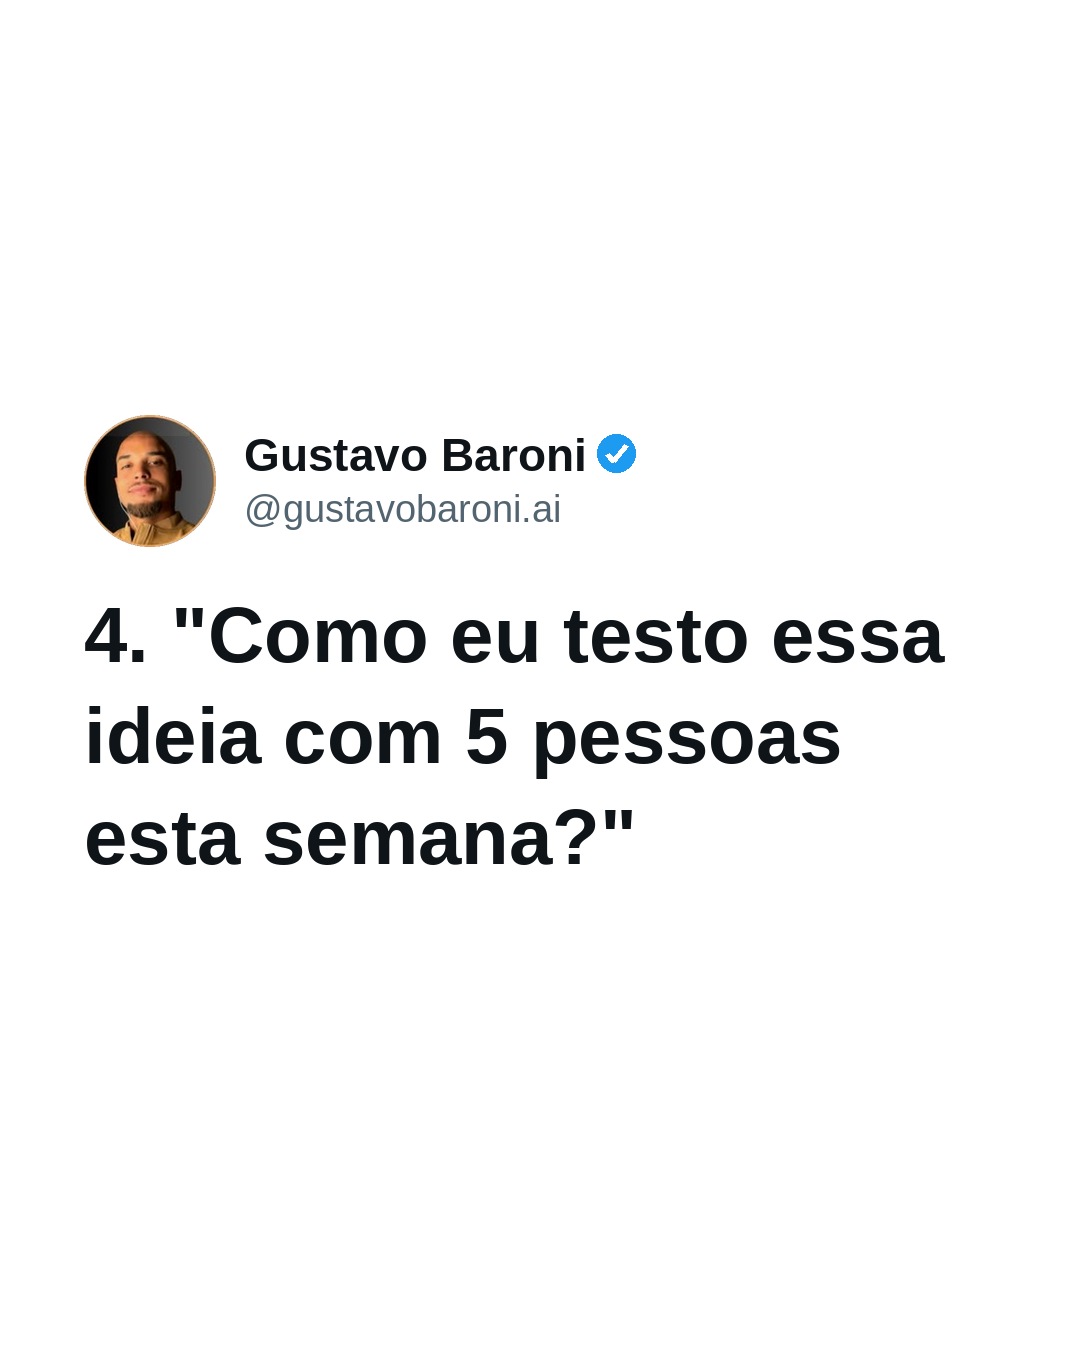 Gustavo Baroni
@gustavobaroni.ai
4. "Como eu testo essa
ideia com 5 pessoas
esta semana?"